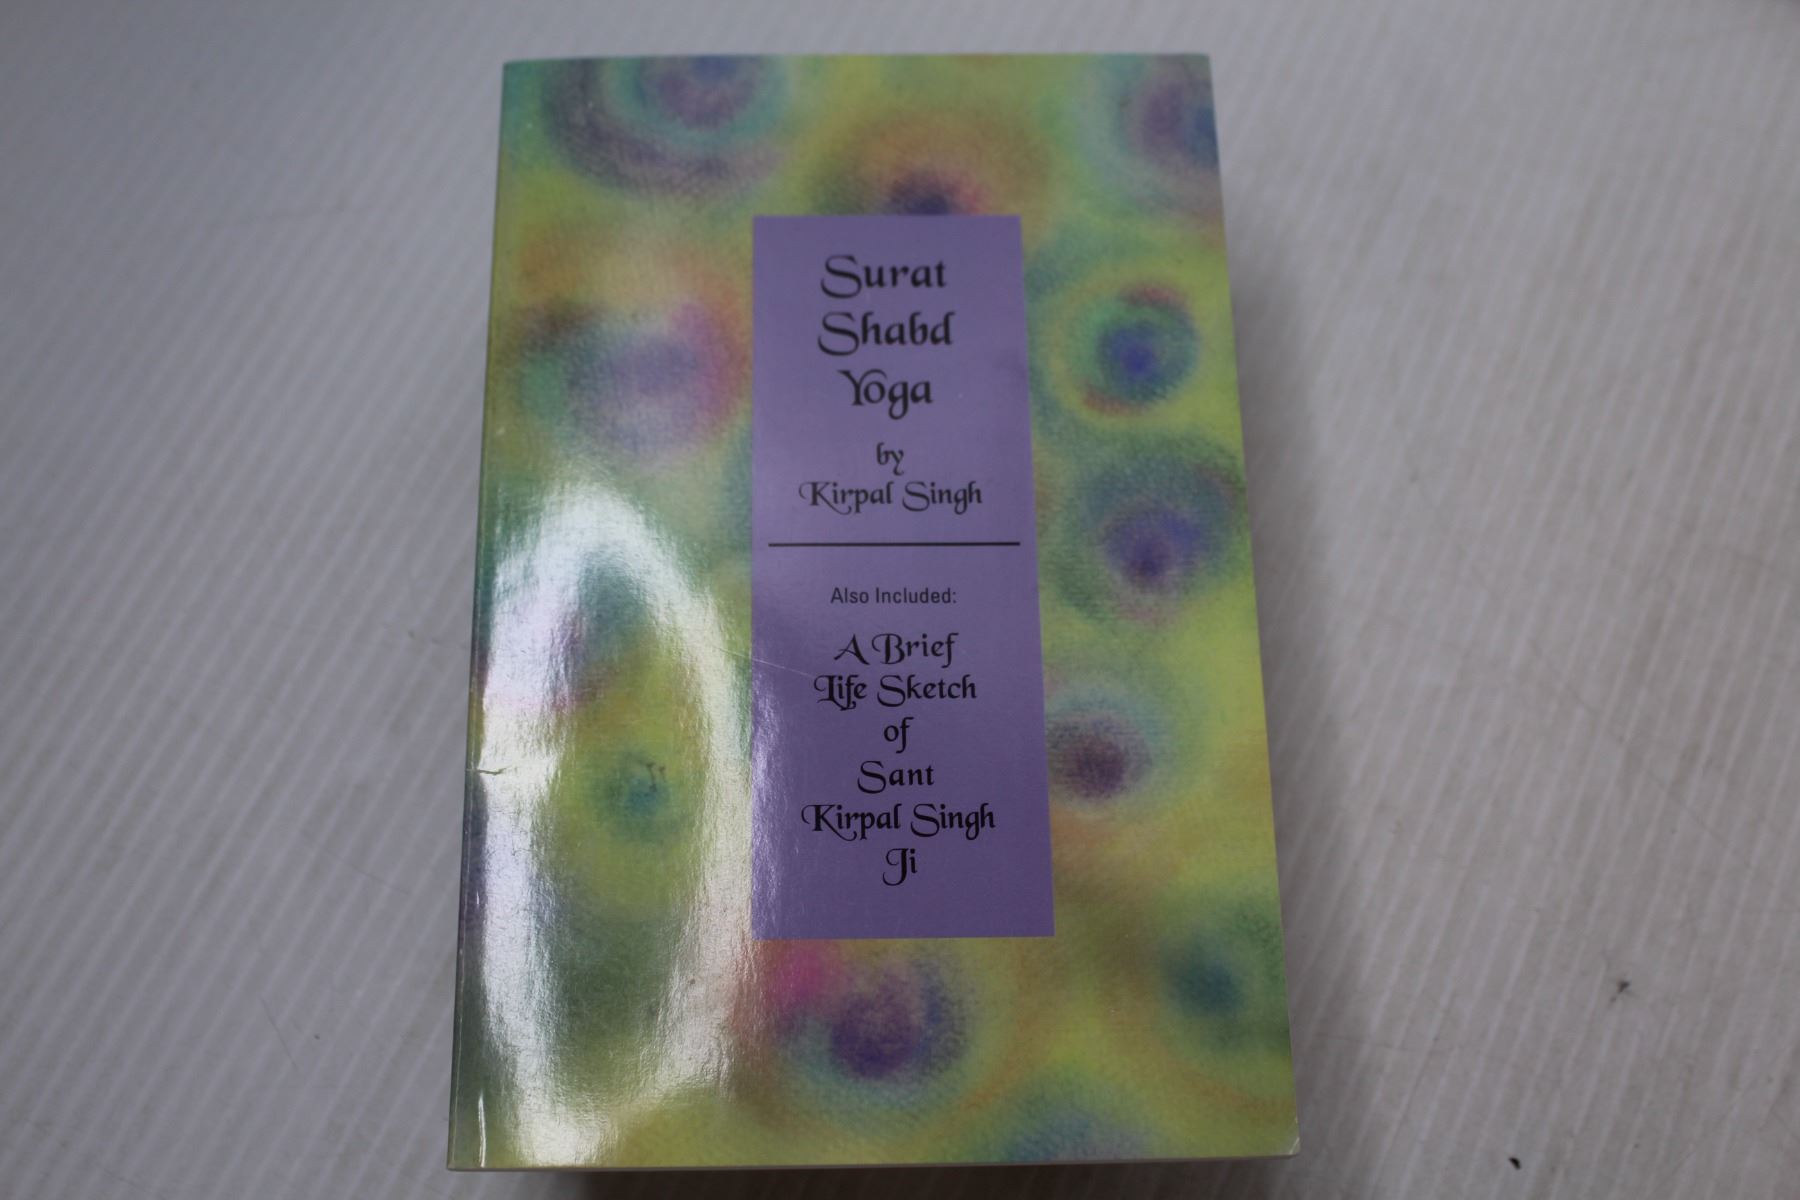 Surat
Shabd
Yoga
by
Kirpal Singh
Also Included:
A Brief
Life Sketch
of
Sant
Kirpal Singh
Ji